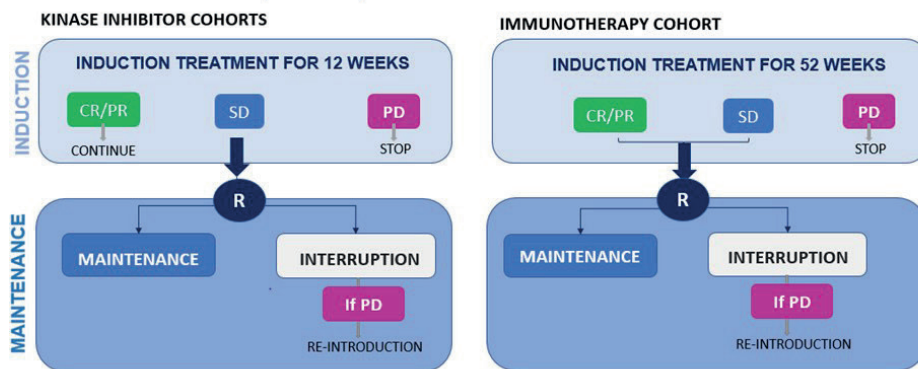 KINASE INHIBITOR COHORTS
INDUCTION
INDUCTION TREATMENT FOR 12 WEEKS
CR/PR
SD
PD
CONTINUE
STOP
R
MAINTENANCE
MAINTENANCE
INTERRUPTION
If PD
RE-INTRODUCTION
IMMUNOTHERAPY COHORT
INDUCTION TREATMENT FOR 52 WEEKS
CR/PR
SD
PD
STOP
R
MAINTENANCE
INTERRUPTION
If PD
RE-INTRODUCTION